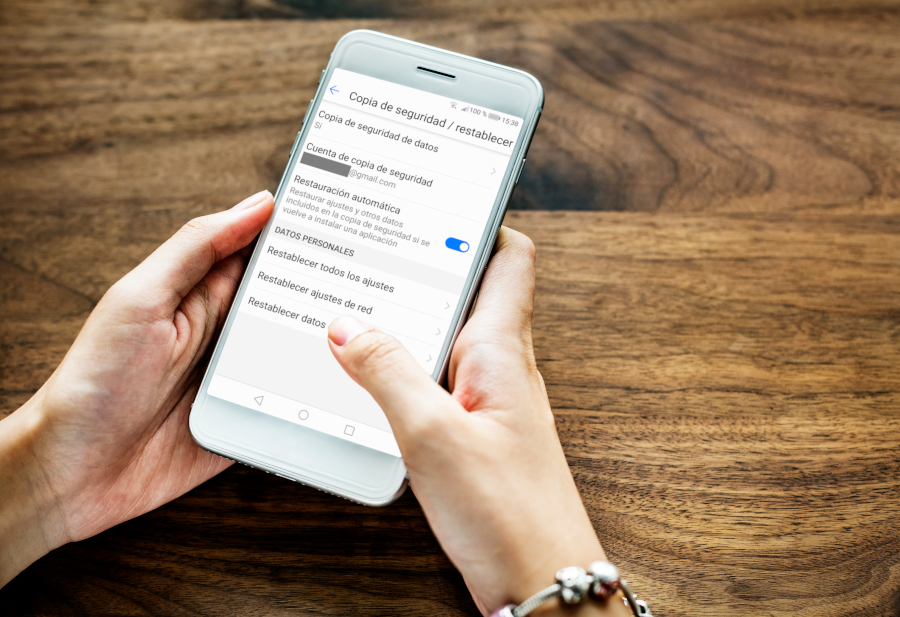 100 % 15:38
Copia de seguridad / restablecer
Copia de seguridad de datos
Sí
Cuenta de copia de seguridad
@gmail.com
Restauración automática
Restaurar ajustes y otros datos
incluidos en la copia de seguridad si se
vuelve a instalar una aplicación
DATOS PERSONALES
Restablecer todos los ajustes
Restablecer ajustes de red
Restablecer datos